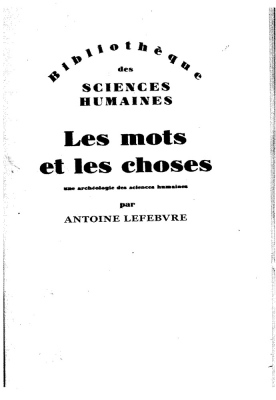 Bibliothèque
des
SCIENCES
HUMAINES
Les mots
et les choses
une archéologie des sciences humaines
par
ANTOINE LEFEBVRE